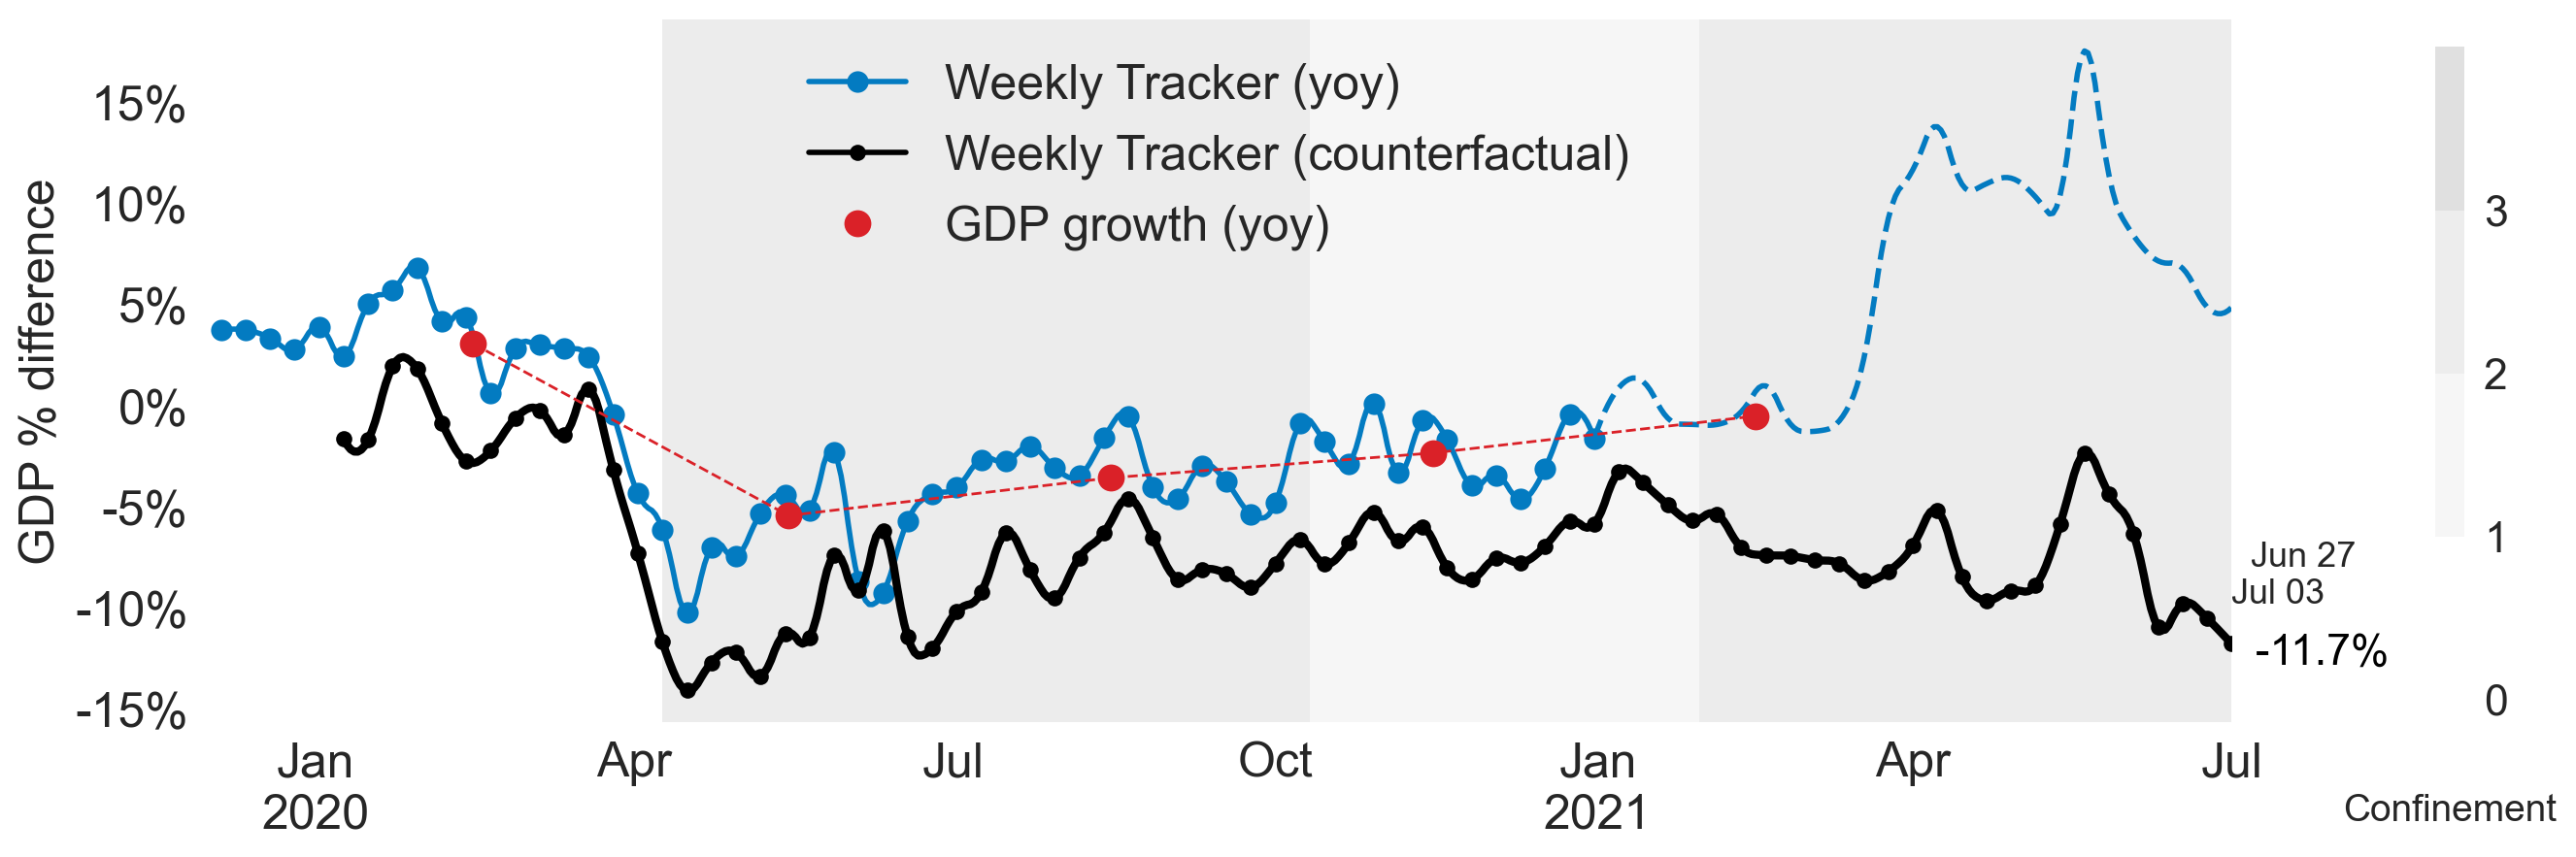 Weekly Tracker (yoy)
Weekly Tracker (counterfactual)
GDP growth (yoy)
GDP % difference
15%
10%
5%
0%
-5%
-10%
-15%
Jan
2020
Apr
Jul
Oct
Jan
2021
Apr
Jul
Jun 27
Jul 03
-11.7%
3
2
1
0
Confinement